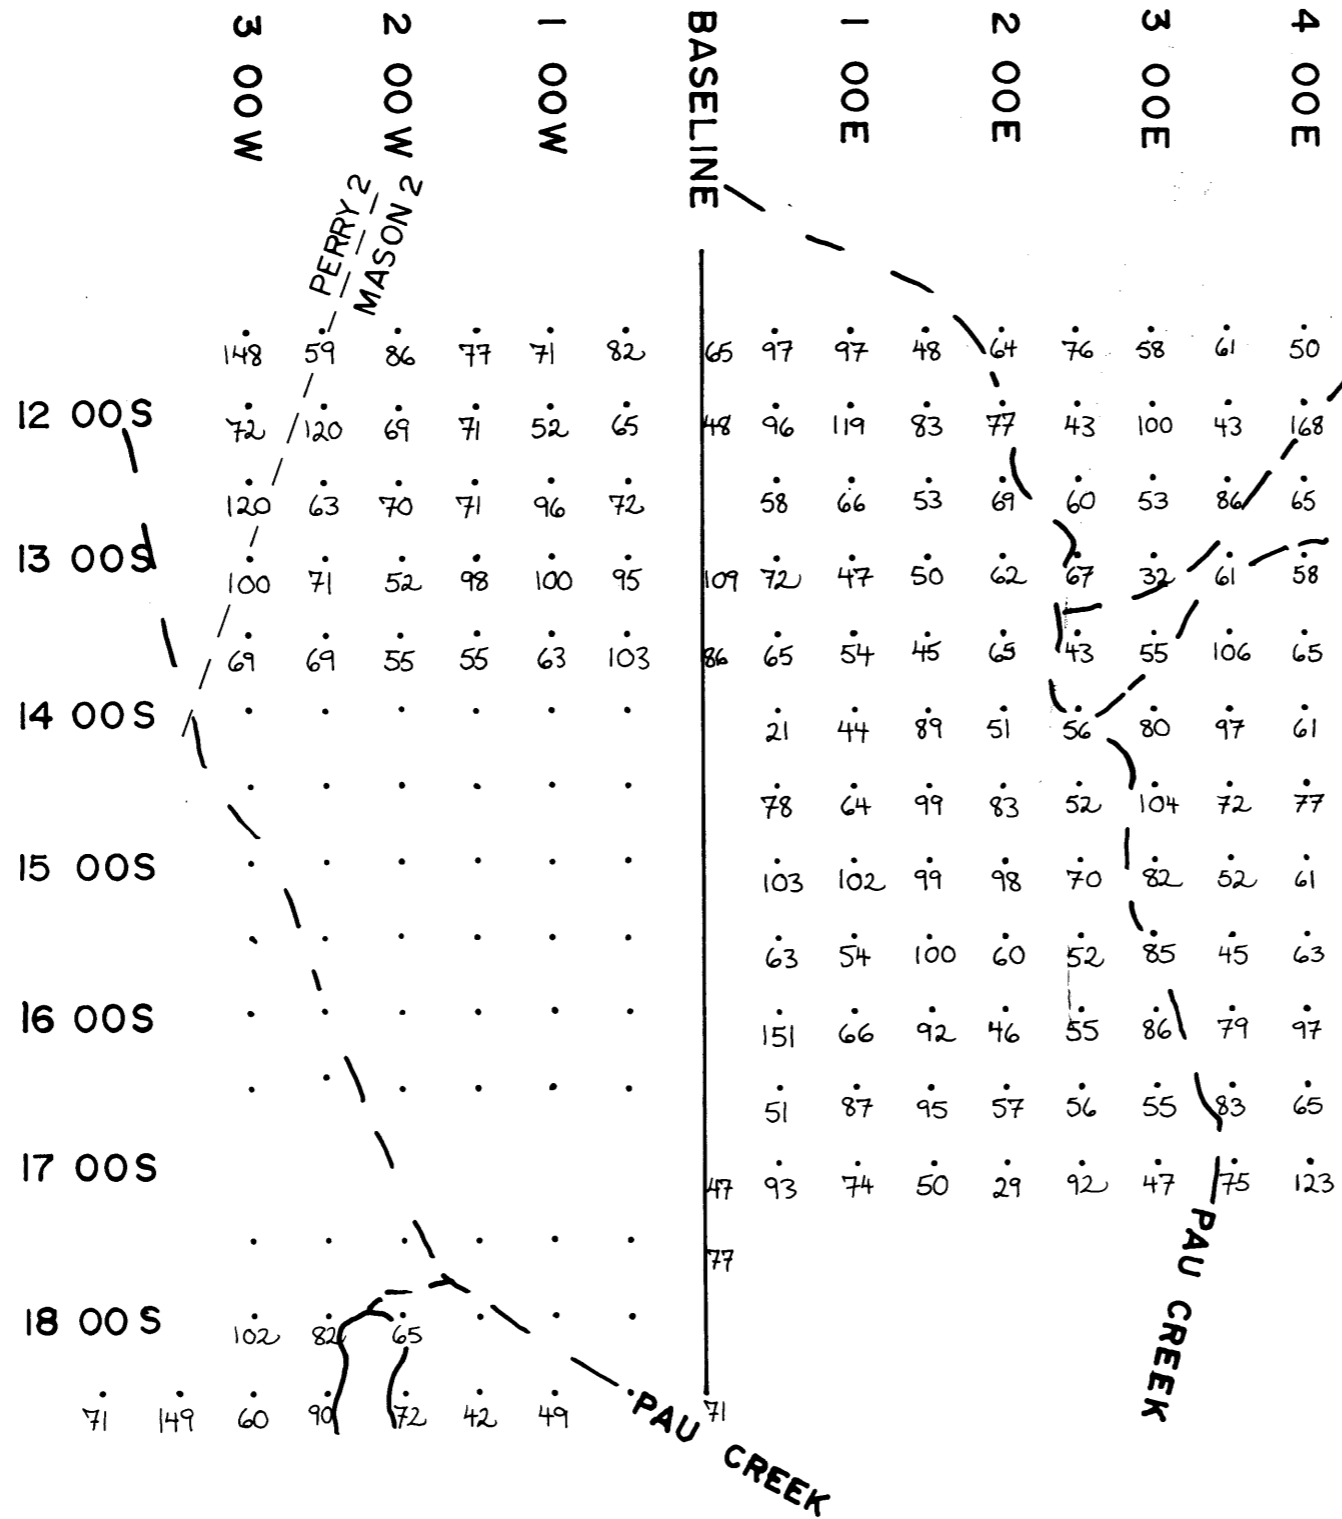 3 00W 2 00W 1 00W BASELINE 1 00E 2 00E 3 00E 4 00E
PERRY 2
MASON 2
148 59 86 77 71 82 65 97 97 48 64 76 58 61 50
12 00S 72 120 69 71 52 65 48 96 119 83 77 43 100 43 168
120 63 70 71 96 72 58 66 53 69 60 53 86 65
13 00S 100 71 52 98 100 95 109 72 47 50 62 67 32 61 58
69 69 55 55 63 103 86 65 54 45 65 43 55 106 65
14 00S 21 44 89 51 56 80 97 61
78 64 99 83 52 104 72 77
15 00S 103 102 99 98 70 82 52 61
63 54 100 60 52 85 45 63
16 00S 151 66 92 46 55 86 79 97
51 87 95 57 56 55 83 65
17 00S 47 93 74 50 29 92 47 75 123
77
PAU CREEK
18 00S 102 82 65
71 149 60 90 72 42 49 71
PAU CREEK